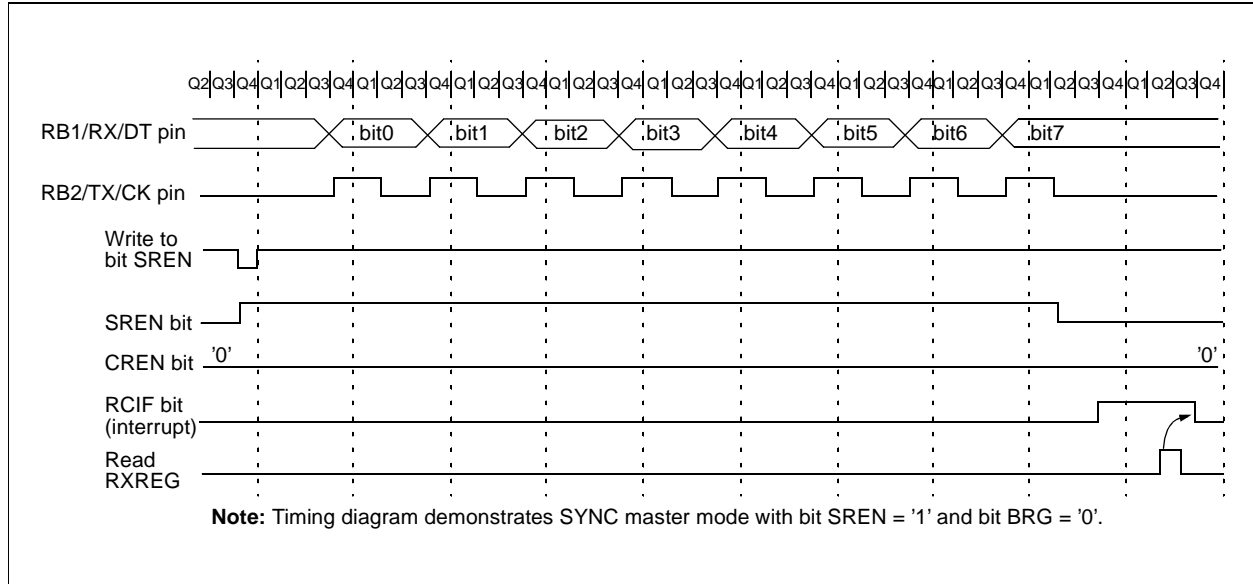 Q2|Q3|Q4|Q1|Q2|Q3|Q4|Q1|Q2|Q3|Q4|Q1|Q2|Q3|Q4|Q1|Q2|Q3|Q4|Q1|Q2|Q3|Q4|Q1|Q2|Q3|Q4|Q1|Q2|Q3|Q4|Q1|Q2|Q3|Q4|Q1|Q2|Q3|Q4|Q1|Q2|Q3|Q4|
RB1/RX/DT pin bit0 bit1 bit2 bit3 bit4 bit5 bit6 bit7
RB2/TX/CK pin
Write to
bit SREN
SREN bit
CREN bit '0' '0'
RCIF bit
(interrupt)
Read
RXREG
Note: Timing diagram demonstrates SYNC master mode with bit SREN = '1' and bit BRG = '0'.